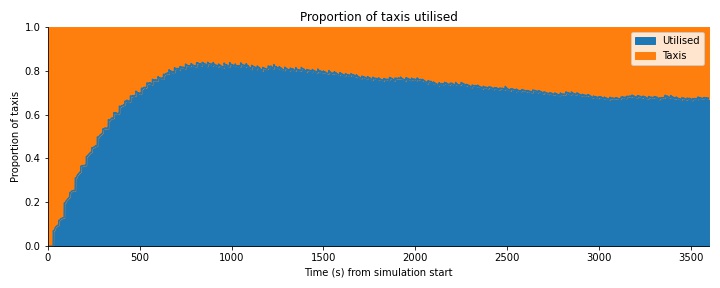 Proportion of taxis utilised
Proportion of taxis
1.0
0.8
0.6
0.4
0.2
0.0
Utilised
Taxis
0 500 1000 1500 2000 2500 3000 3500
Time (s) from simulation start